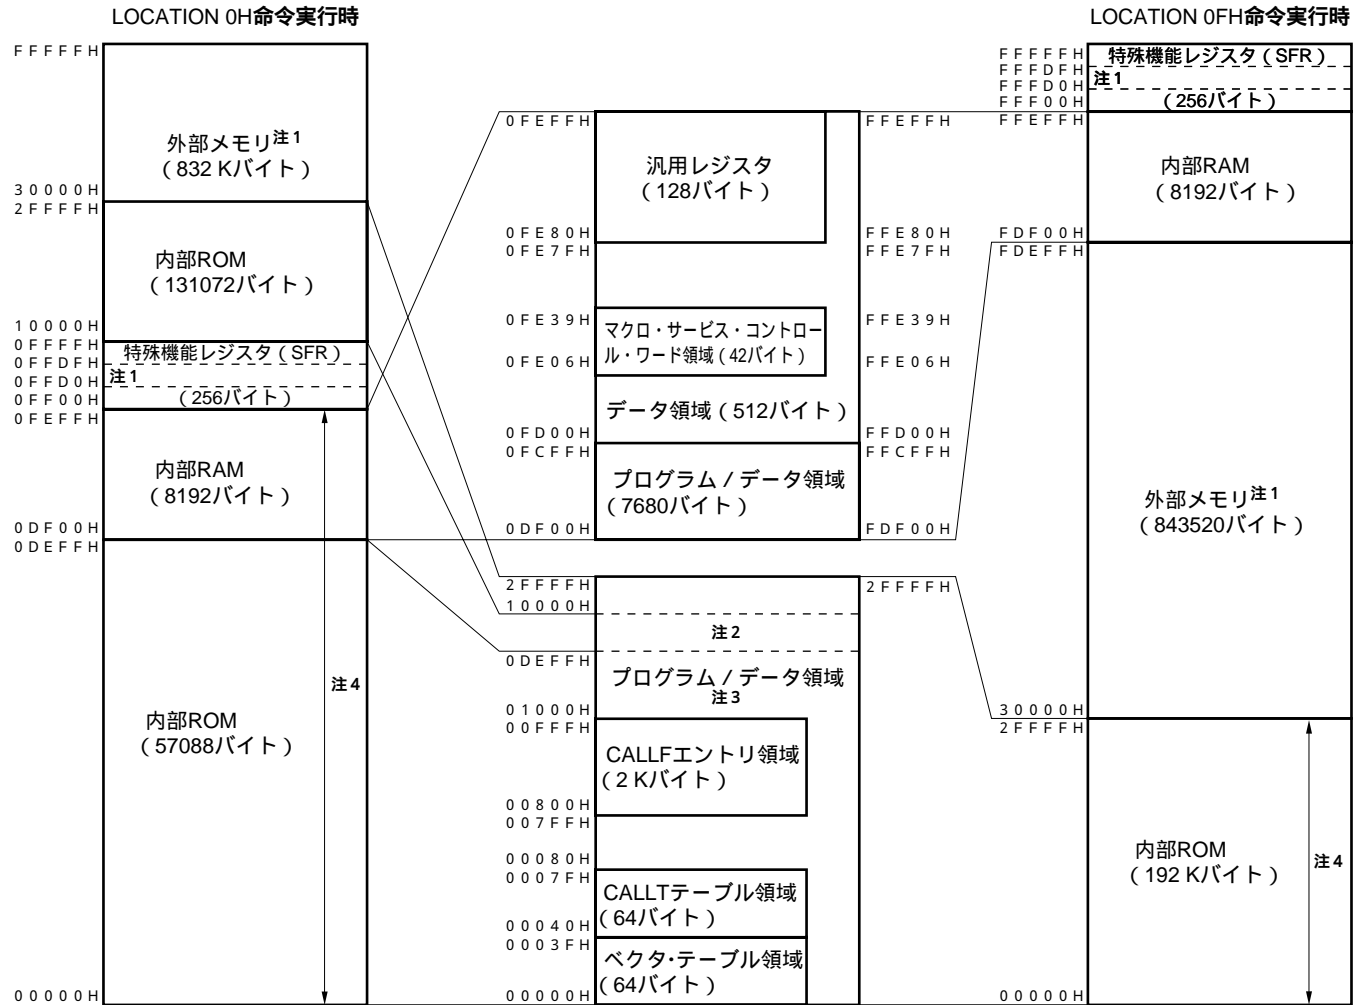 LOCATION 0H命令実行時
FFFFFH
外部メモリ注1
(832 Kバイト)
30000H
2FFFFH
内部ROM
(131072バイト)
10000H
0FFFFH
特殊機能レジスタ(SFR)
0FFDFH
注1
0FFD0H
(256バイト)
0FF00H
0FEFFH
内部RAM
(8192バイト)
0DF00H
0DEFFH
注4
内部ROM
(57088バイト)
00000H
0FEFFH
FFEFFH
汎用レジスタ
(128バイト)
0FE80H
FFE80H
0FE7FH
FFE7FH
0FE39H
FFE39H
マクロ・サービス・コントロー
ル・ワード領域(42バイト)
0FE06H
FFE06H
データ領域(512バイト)
0FD00H
FFD00H
0FCFFH
FFCFFH
プログラム/データ領域
(7680バイト)
0DF00H
FDF00H
2FFFFH
2FFFFH
10000H
注2
0DEFFH
プログラム/データ領域
注3
01000H
00FFFH
CALLFエントリ領域
(2 Kバイト)
00800H
007FFH
00080H
0007FH
CALLTテーブル領域
(64バイト)
00040H
0003FH
ベクタ・テーブル領域
(64バイト)
00000H
LOCATION 0FH命令実行時
FFFFFH
特殊機能レジスタ(SFR)
FFFDFH
注1
FFFD0H
(256バイト)
FFF00H
FFEFFH
内部RAM
(8192バイト)
FDF00H
FDEFFH
外部メモリ注1
(843520バイト)
30000H
2FFFFH
内部ROM
(192 Kバイト)
注4
00000H